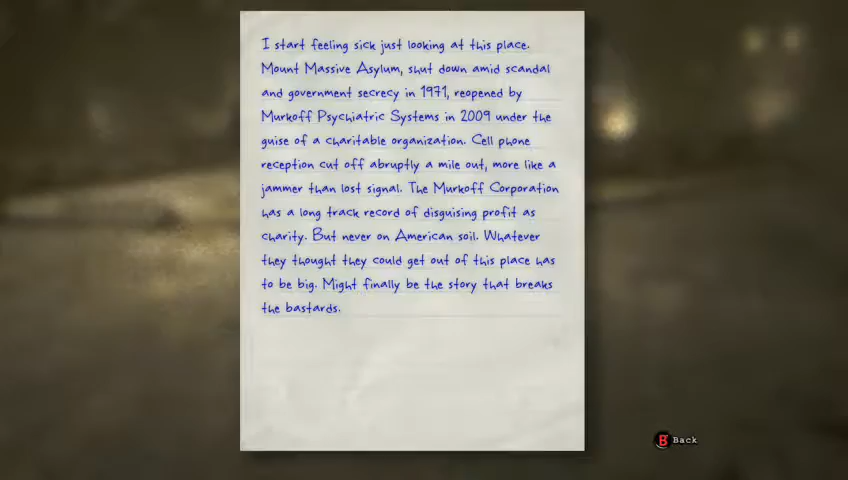 I start feeling sick just looking at this place.
Mount Massive Asylum, shut down amid scandal
and government secrecy in 1971, reopened by
Murkoff Psychiatric Systems in 2009 under the
guise of a charitable organization. Cell phone
reception cut off abruptly a mile out, more like a
jammer than lost signal. The Murkoff Corporation
has a long track record of disguising profit as
charity. But never on American soil. Whatever
they thought they could get out of this place has
to be big. Might finally be the story that breaks
the bastards.
B Back